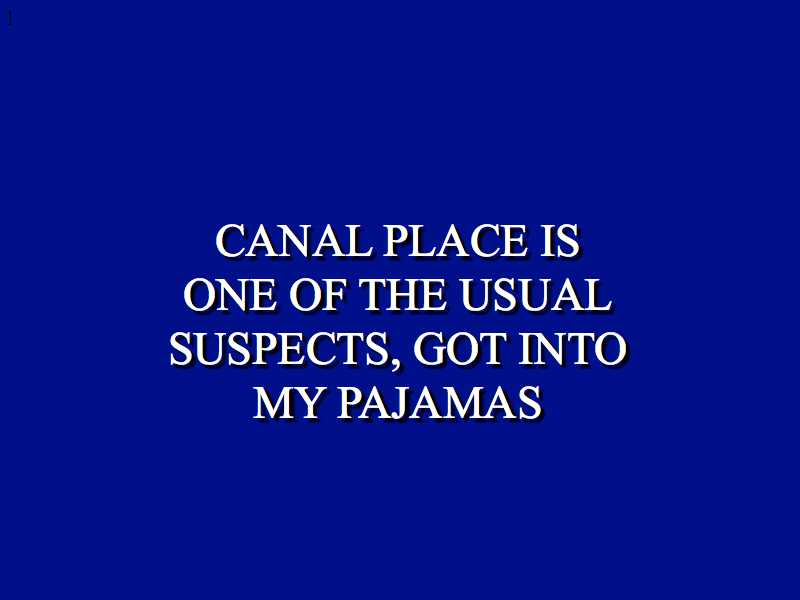 1
CANAL PLACE IS
ONE OF THE USUAL
SUSPECTS, GOT INTO
MY PAJAMAS